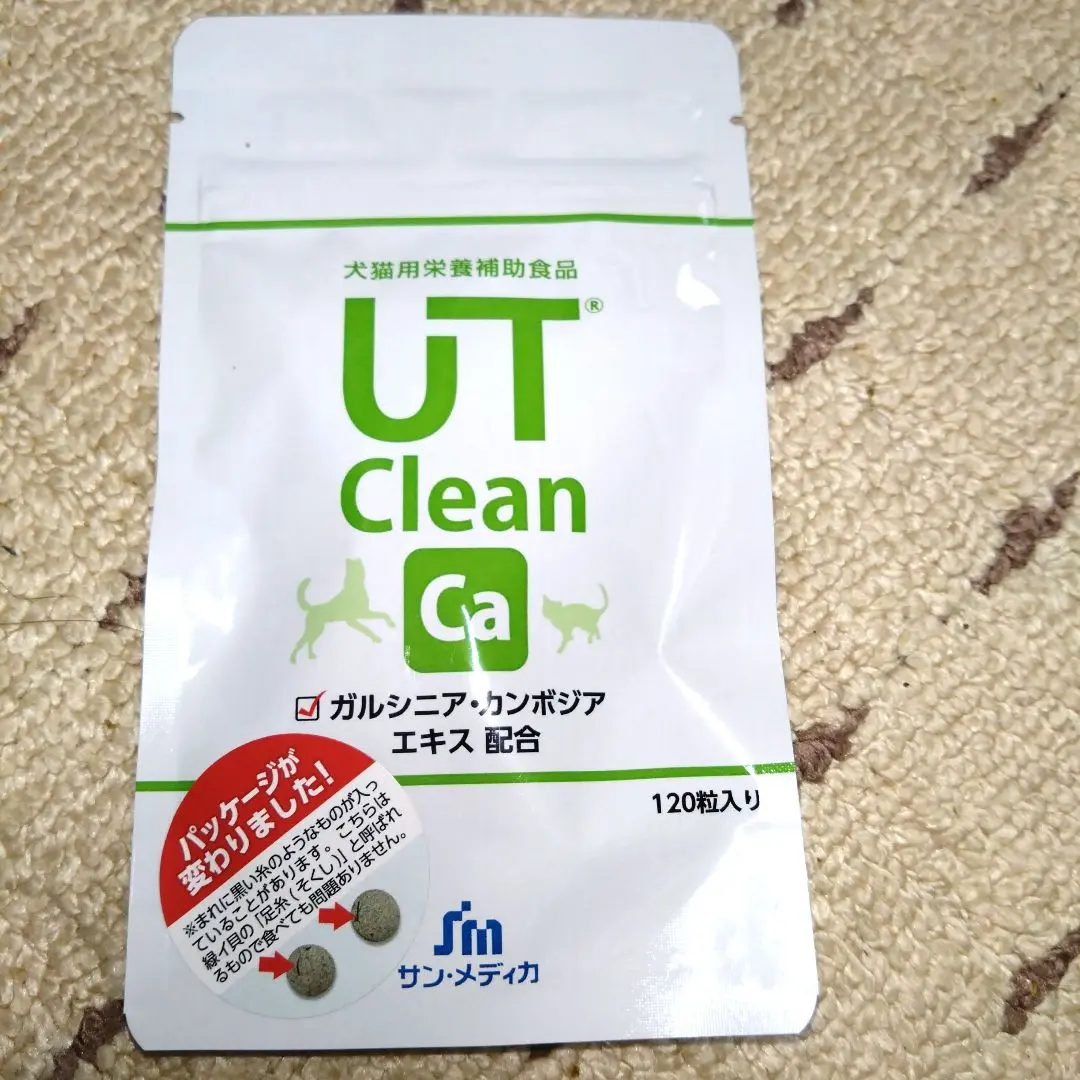 犬猫用栄養補助食品
UT®
Clean
Ca
ガルシニア・カンボジア
エキス 配合
120粒入り
パッケージが
変わりました!
※まれに黒い糸のようなものが入っ
ていることがあります。こちらは
緑イ貝の「足糸(そくし)」と呼ばれ
るもので食べても問題ありません。
Sm
サン・メディカ